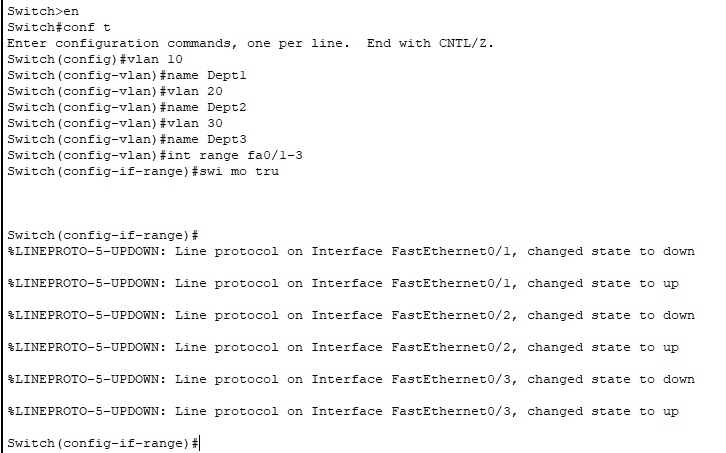 Switch>en
Switch#conf t
Enter configuration commands, one per line.  End with CNTL/Z.
Switch(config)#vlan 10
Switch(config-vlan)#name Dept1
Switch(config-vlan)#vlan 20
Switch(config-vlan)#name Dept2
Switch(config-vlan)#vlan 30
Switch(config-vlan)#name Dept3
Switch(config-vlan)#int range fa0/1-3
Switch(config-if-range)#swi mo tru
Switch(config-if-range)#
%LINEPROTO-5-UPDOWN: Line protocol on Interface FastEthernet0/1, changed state to down
%LINEPROTO-5-UPDOWN: Line protocol on Interface FastEthernet0/1, changed state to up
%LINEPROTO-5-UPDOWN: Line protocol on Interface FastEthernet0/2, changed state to down
%LINEPROTO-5-UPDOWN: Line protocol on Interface FastEthernet0/2, changed state to up
%LINEPROTO-5-UPDOWN: Line protocol on Interface FastEthernet0/3, changed state to down
%LINEPROTO-5-UPDOWN: Line protocol on Interface FastEthernet0/3, changed state to up
Switch(config-if-range)#